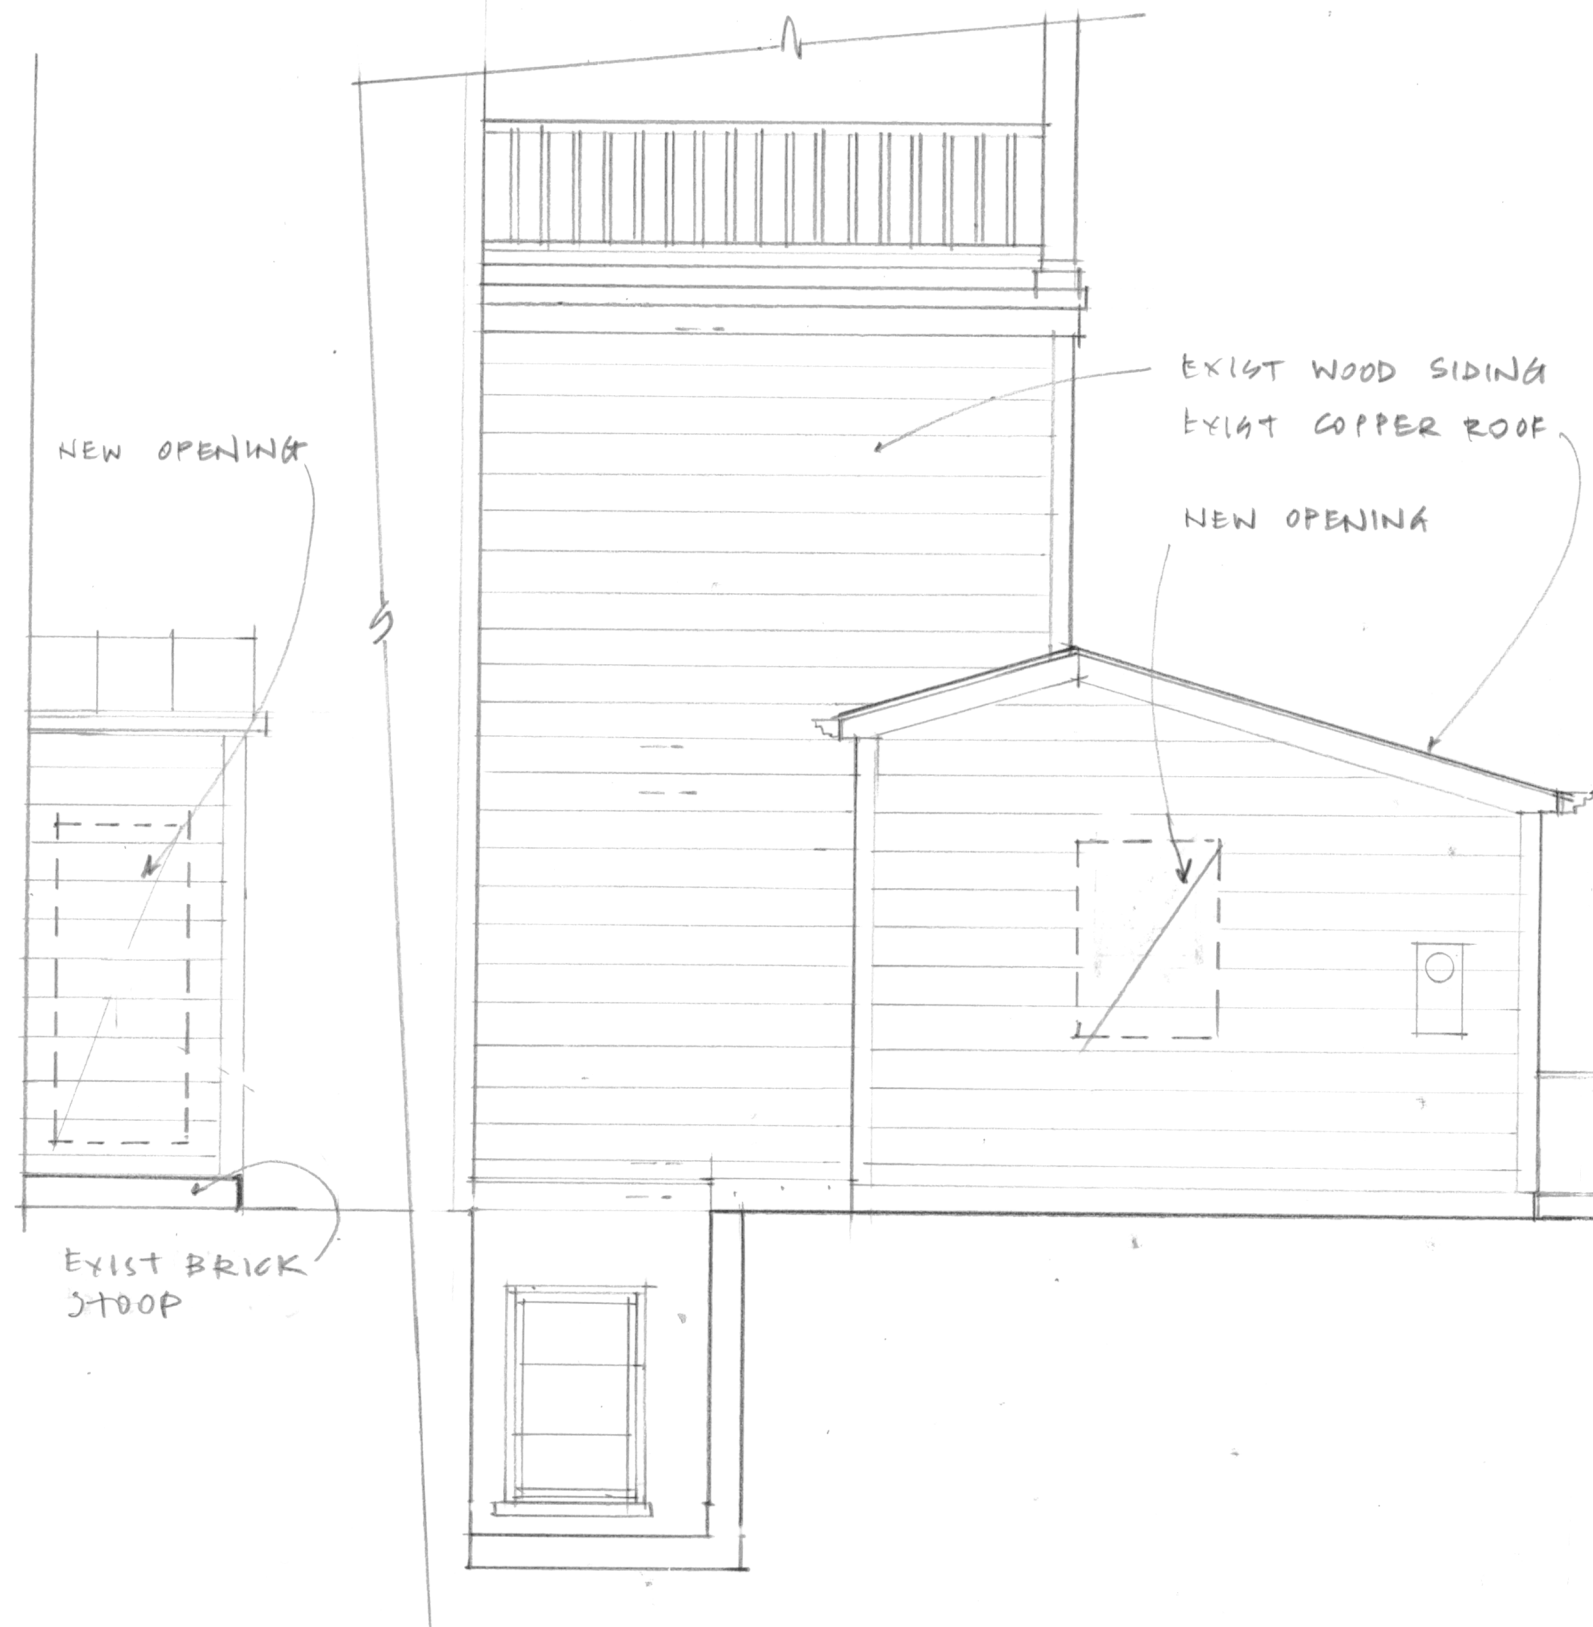 EXIST WOOD SIDING
EXIST COPPER ROOF
NEW OPENING
NEW OPENING
EXIST BRICK
STOOP